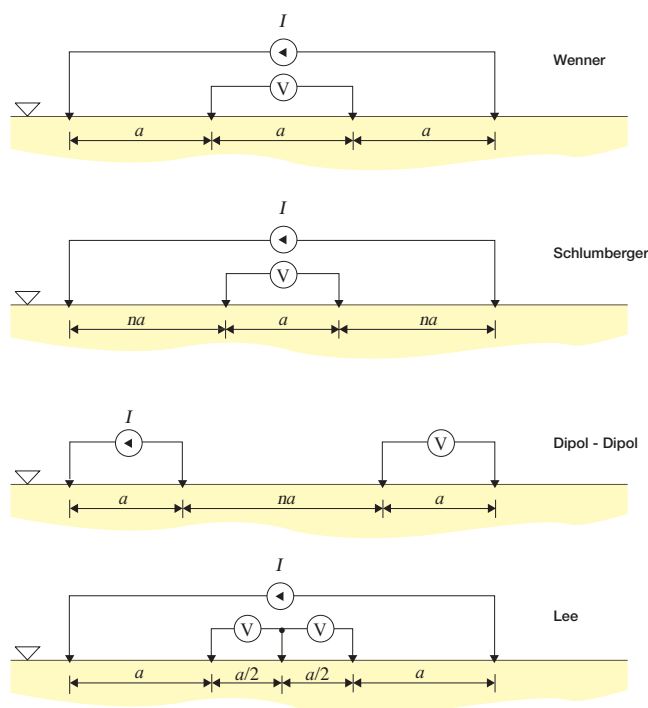 I
Wenner
V
a a a
I
Schlumberger
V
na a na
I
V Dipol - Dipol
a na a
I
Lee
V V
a a/2 a/2 a